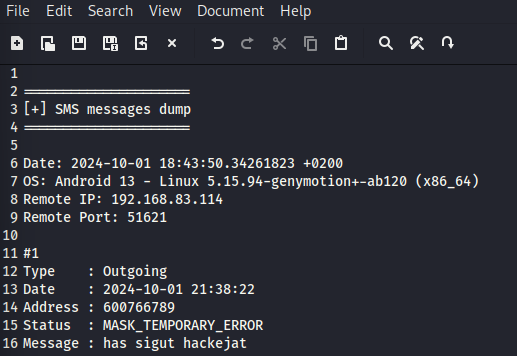 File Edit Search View Document Help
1
2 ======================
3 [+] SMS messages dump
4 ======================
5
6 Date: 2024-10-01 18:43:50.34261823 +0200
7 OS: Android 13 - Linux 5.15.94-genymotion+-ab120 (x86_64)
8 Remote IP: 192.168.83.114
9 Remote Port: 51621
10
11 #1
12 Type    : Outgoing
13 Date    : 2024-10-01 21:38:22
14 Address : 600766789
15 Status  : MASK_TEMPORARY_ERROR
16 Message : has sigut hackejat